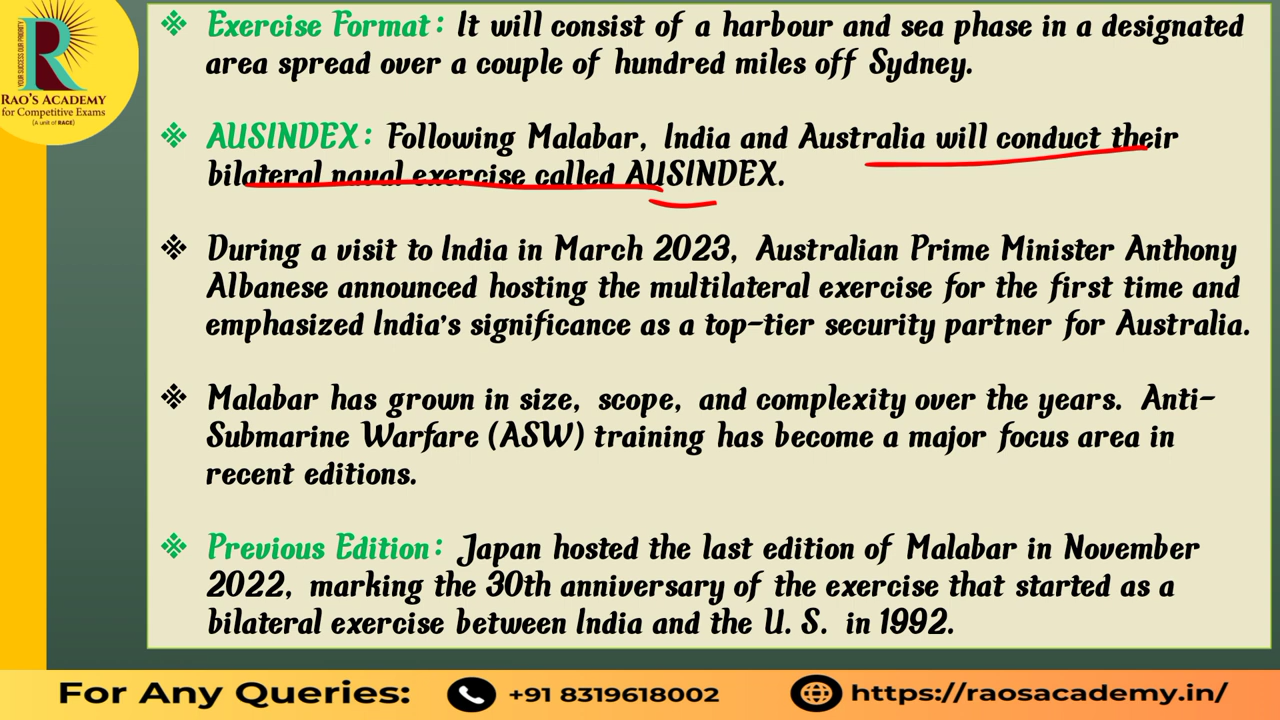 YOUR SUCCESS OUR PRIORITY
R
RAO'S ACADEMY
for Competitive Exams
(A unit of RACE)
❖ Exercise Format: It will consist of a harbour and sea phase in a designated
area spread over a couple of hundred miles off Sydney.
❖ AUSINDEX: Following Malabar, India and Australia will conduct their
bilateral naval exercise called AUSINDEX.
❖ During a visit to India in March 2023, Australian Prime Minister Anthony
Albanese announced hosting the multilateral exercise for the first time and
emphasized India's significance as a top-tier security partner for Australia.
❖ Malabar has grown in size, scope, and complexity over the years. Anti-
Submarine Warfare (ASW) training has become a major focus area in
recent editions.
❖ Previous Edition: Japan hosted the last edition of Malabar in November
2022, marking the 30th anniversary of the exercise that started as a
bilateral exercise between India and the U. S. in 1992.
For Any Queries: +91 8319618002 https://raosacademy.in/